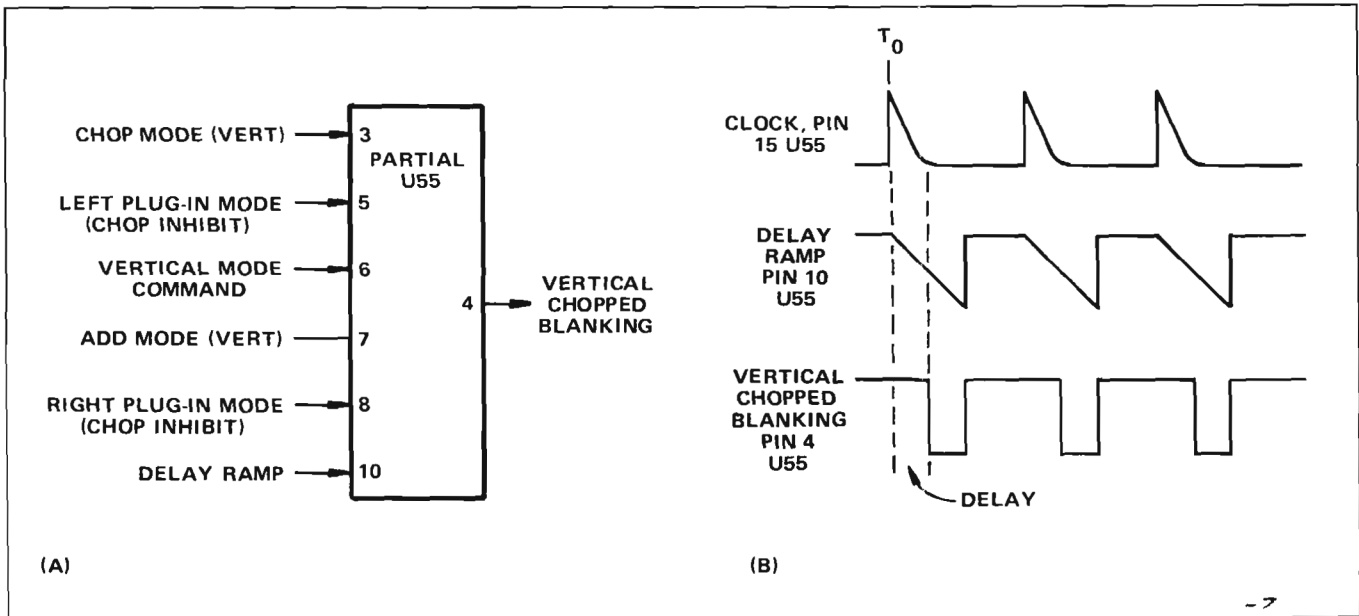 CHOP MODE (VERT)
3
PARTIAL
U55
LEFT PLUG-IN MODE
(CHOP INHIBIT)
5
VERTICAL MODE
COMMAND
6
4
VERTICAL
CHOPPED
BLANKING
ADD MODE (VERT)
7
RIGHT PLUG-IN MODE
(CHOP INHIBIT)
8
DELAY RAMP
10
(A)
T0
CLOCK, PIN
15 U55
DELAY
RAMP
PIN 10
U55
VERTICAL
CHOPPED
BLANKING
PIN 4
U55
DELAY
(B)